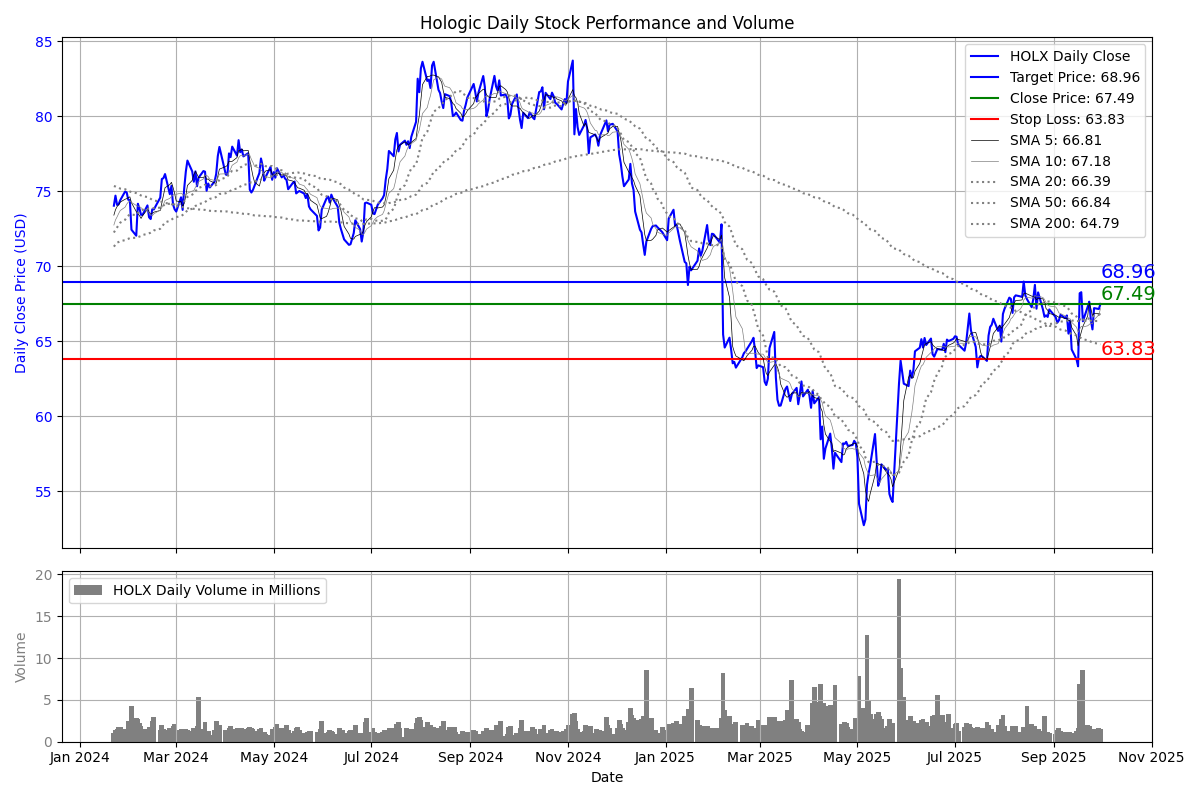 Hologic Daily Stock Performance and Volume
Daily Close Price (USD)
85
80
75
70
65
60
55
HOLX Daily Close
Target Price: 68.96
Close Price: 67.49
Stop Loss: 63.83
SMA 5: 66.81
SMA 10: 67.18
SMA 20: 66.39
SMA 50: 66.84
SMA 200: 64.79
68.96
67.49
63.83
Volume
20
15
10
5
0
HOLX Daily Volume in Millions
Jan 2024 Mar 2024 May 2024 Jul 2024 Sep 2024 Nov 2024 Jan 2025 Mar 2025 May 2025 Jul 2025 Sep 2025 Nov 2025
Date